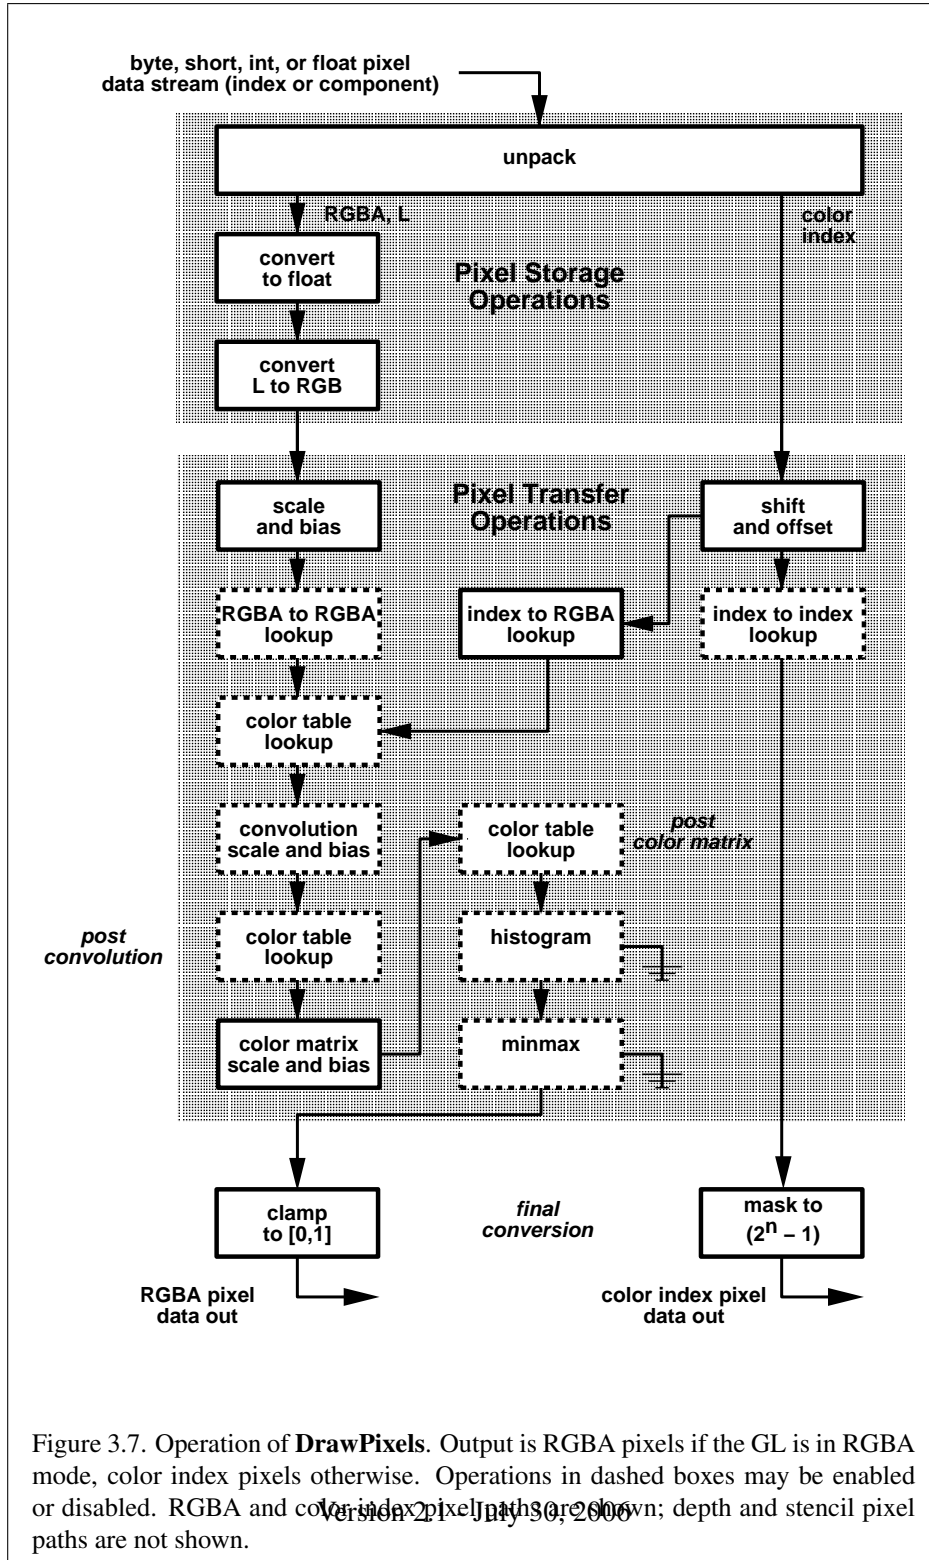 byte, short, int, or float pixel
data stream (index or component)
unpack
RGBA, L
color
index
convert
to float
Pixel Storage
Operations
convert
L to RGB
scale
and bias
Pixel Transfer
Operations
shift
and offset
RGBA to RGBA
lookup
index to RGBA
lookup
index to index
lookup
color table
lookup
convolution
scale and bias
color table
lookup
post
color matrix
post
convolution
color table
lookup
histogram
color matrix
scale and bias
minmax
clamp
to [0,1]
final
conversion
mask to
(2^n − 1)
RGBA pixel
data out
color index pixel
data out
Figure 3.7. Operation of DrawPixels. Output is RGBA pixels if the GL is in RGBA
mode, color index pixels otherwise. Operations in dashed boxes may be enabled
or disabled. RGBA and color index pixel paths are shown; depth and stencil pixel
Version 2.1 - July 30, 2006
paths are not shown.